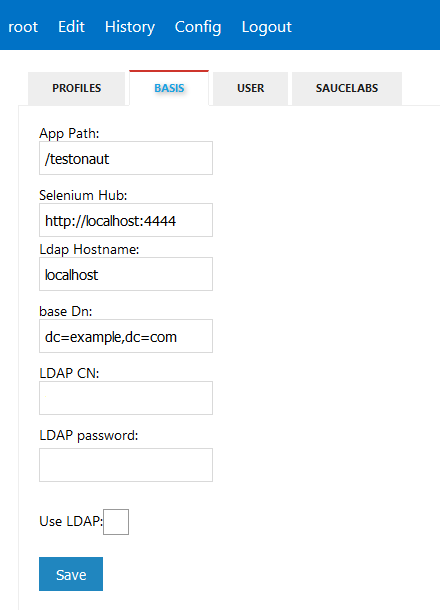 root Edit History Config Logout
PROFILES BASIS USER SAUCELABS
App Path:
/testonaut
Selenium Hub:
http://localhost:4444
Ldap Hostname:
localhost
base Dn:
dc=example,dc=com
LDAP CN:
LDAP password:
Use LDAP:
Save